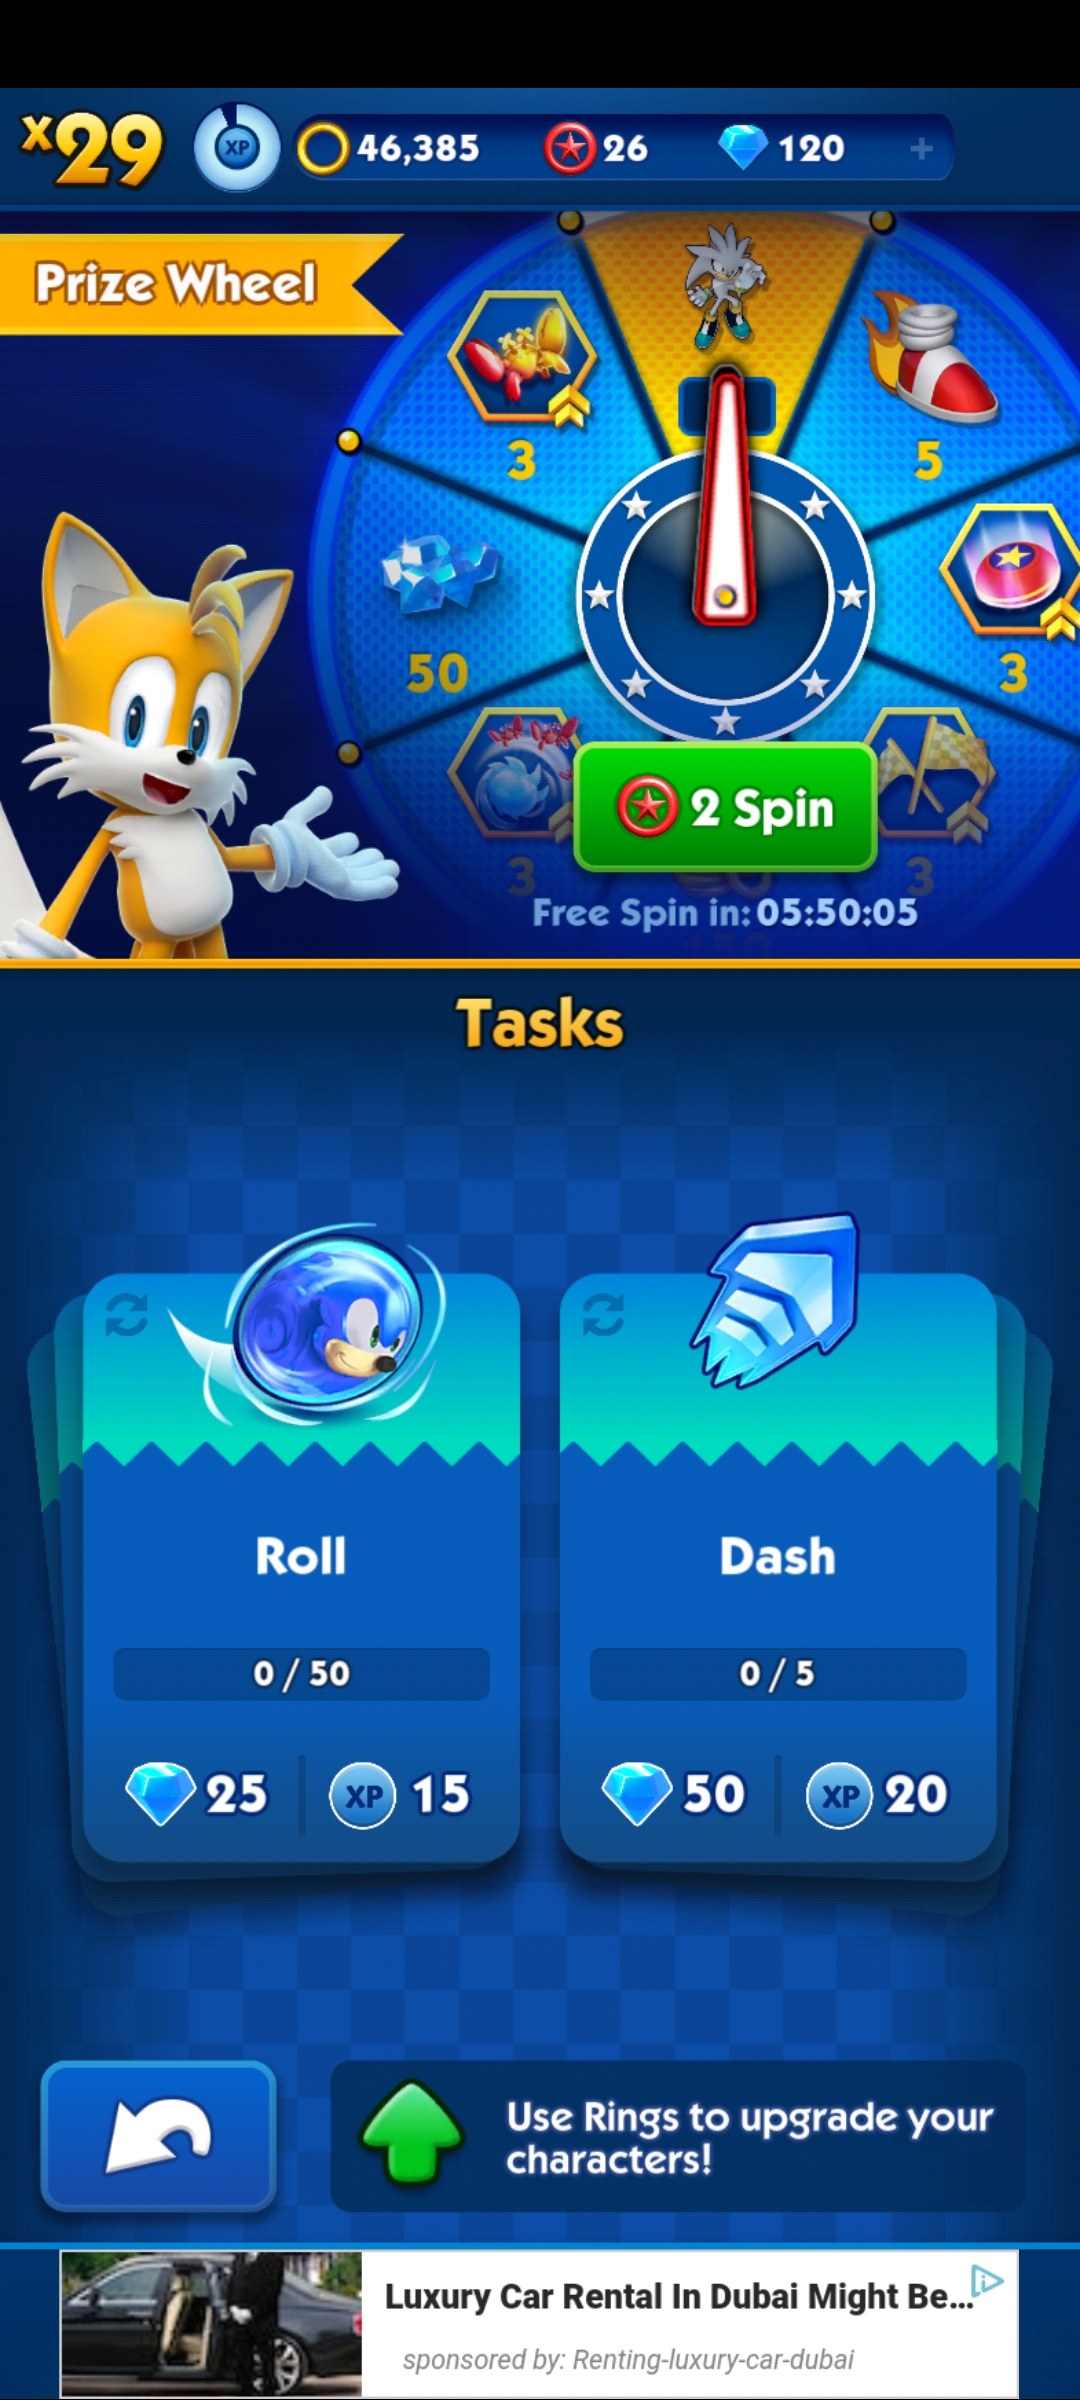 x29
XP
46,385
26
120
+
Prize Wheel
3
5
50
3
3
3
2 Spin
Free Spin in: 05:50:05
Tasks
Roll
Dash
0 / 50
0 / 5
25
XP 15
50
XP 20
Use Rings to upgrade your
characters!
Luxury Car Rental In Dubai Might Be...
sponsored by: Renting-luxury-car-dubai